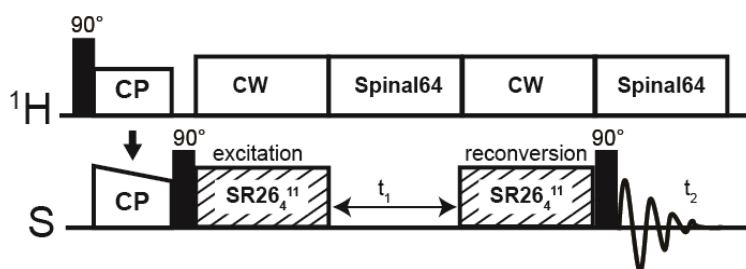 90°
¹H CP CW Spinal64 CW Spinal64
90° excitation reconversion 90°
S CP SR26₄¹¹ t₁ SR26₄¹¹ t₂